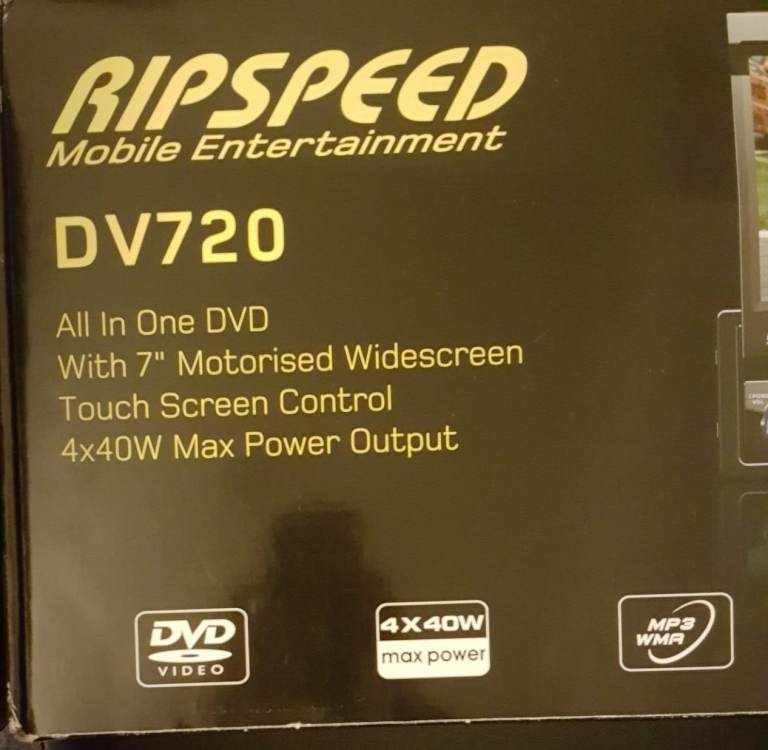 RIPSPEED
Mobile Entertainment
DV720
All In One DVD
With 7" Motorised Widescreen
Touch Screen Control
4x40W Max Power Output
DVD
VIDEO
4X40W
max power
MP3
WMA